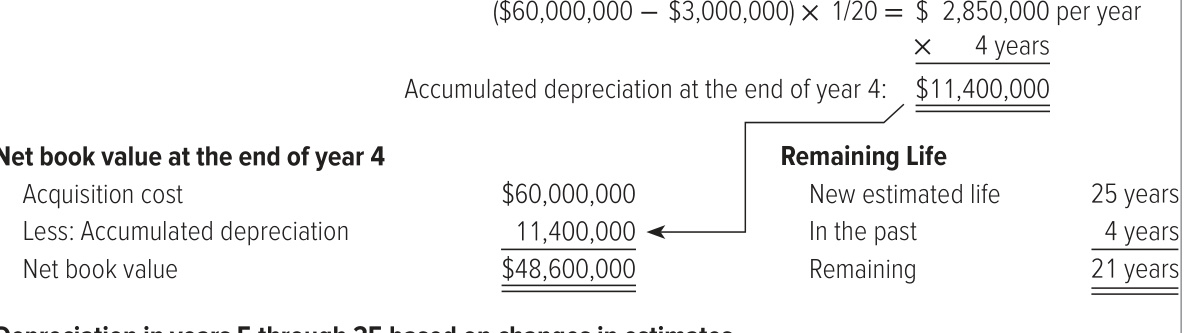 ($60,000,000 − $3,000,000) × 1/20 = $ 2,850,000 per year
× 4 years
Accumulated depreciation at the end of year 4: $11,400,000
Net book value at the end of year 4
Acquisition cost $60,000,000
Less: Accumulated depreciation 11,400,000
Net book value $48,600,000
Remaining Life
New estimated life 25 years
In the past 4 years
Remaining 21 years
Depreciation in years 5 through 25 based on changes in estimates